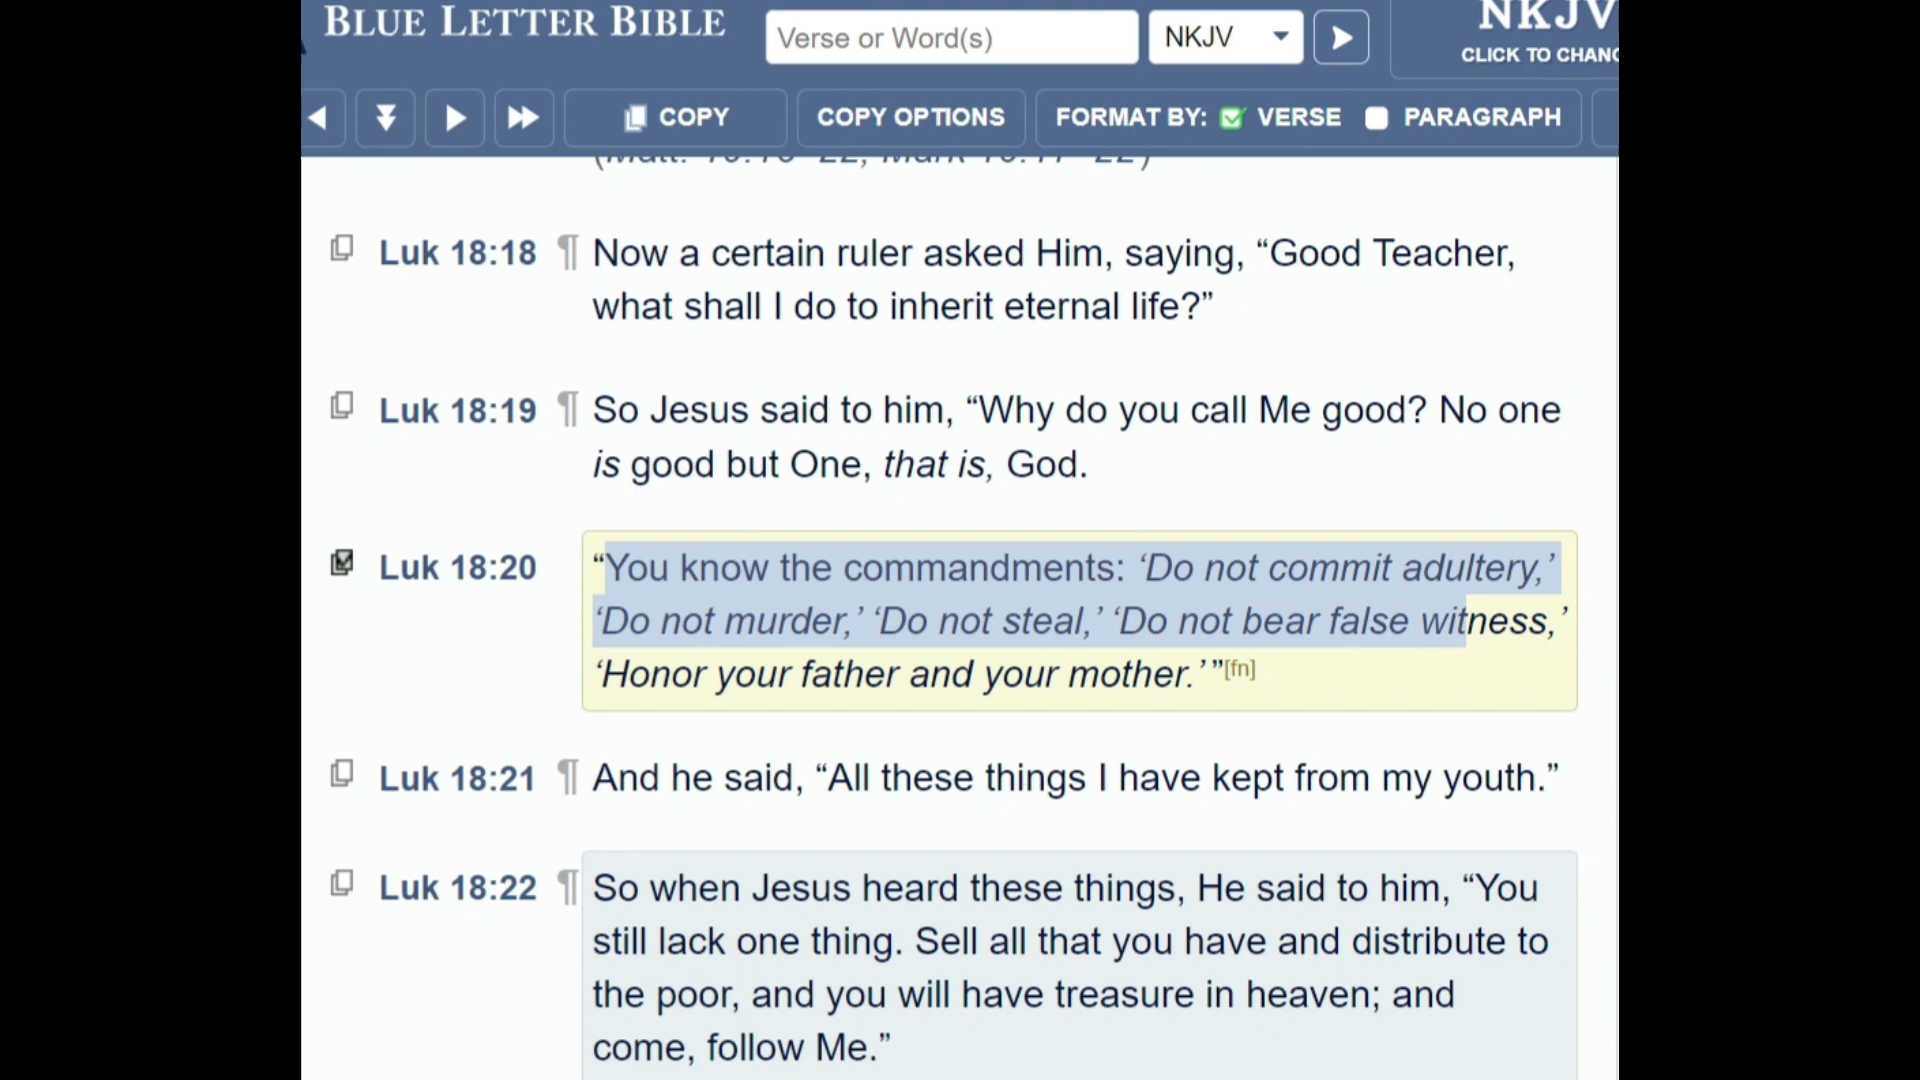 BLUE LETTER BIBLE
Verse or Word(s)
NKJV
NKJV
CLICK TO CHANG
COPY
COPY OPTIONS
FORMAT BY: VERSE PARAGRAPH
Luk 18:18 ¶ Now a certain ruler asked Him, saying, “Good Teacher,
what shall I do to inherit eternal life?”
Luk 18:19 ¶ So Jesus said to him, “Why do you call Me good? No one
is good but One, that is, God.
Luk 18:20 “You know the commandments: ‘Do not commit adultery,’
‘Do not murder,’ ‘Do not steal,’ ‘Do not bear false witness,’
‘Honor your father and your mother.’ ”[fn]
Luk 18:21 ¶ And he said, “All these things I have kept from my youth.”
Luk 18:22 ¶ So when Jesus heard these things, He said to him, “You
still lack one thing. Sell all that you have and distribute to
the poor, and you will have treasure in heaven; and
come, follow Me.”